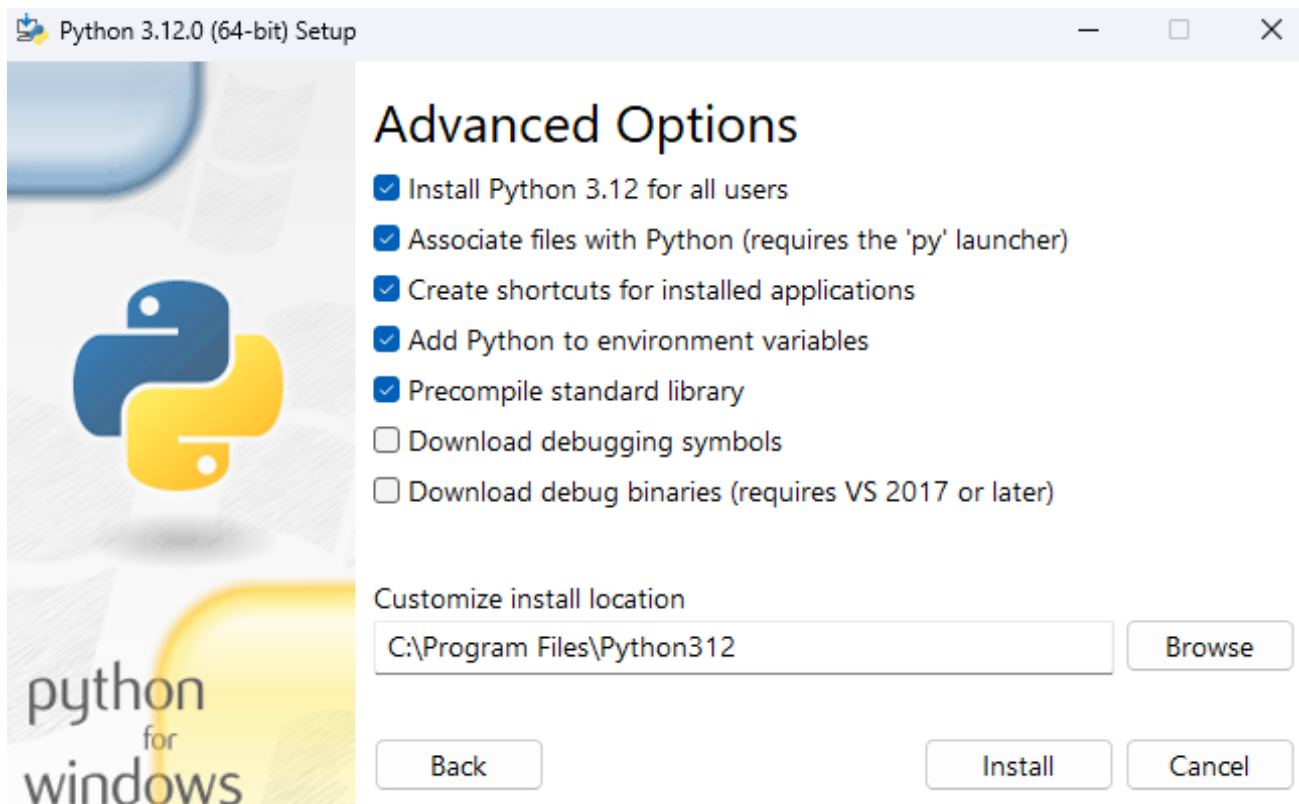 Python 3.12.0 (64-bit) Setup
Advanced Options
Install Python 3.12 for all users
Associate files with Python (requires the 'py' launcher)
Create shortcuts for installed applications
Add Python to environment variables
Precompile standard library
Download debugging symbols
Download debug binaries (requires VS 2017 or later)
Customize install location
C:\Program Files\Python312
Browse
python
for
windows
Back
Install
Cancel